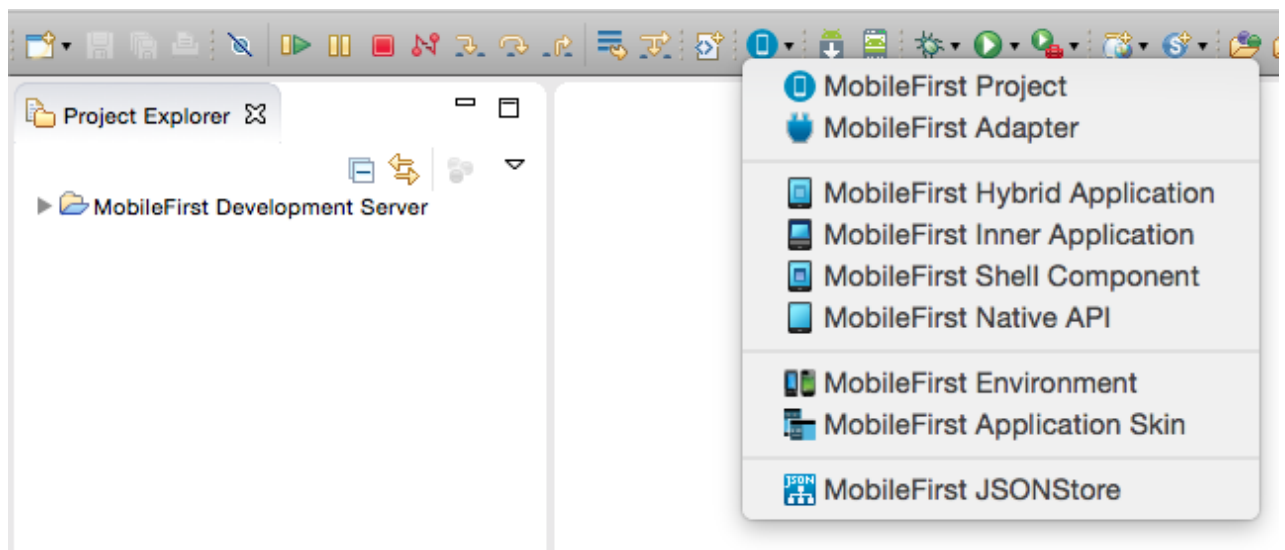 Project Explorer
MobileFirst Development Server
MobileFirst Project
MobileFirst Adapter
MobileFirst Hybrid Application
MobileFirst Inner Application
MobileFirst Shell Component
MobileFirst Native API
MobileFirst Environment
MobileFirst Application Skin
JSON
MobileFirst JSONStore